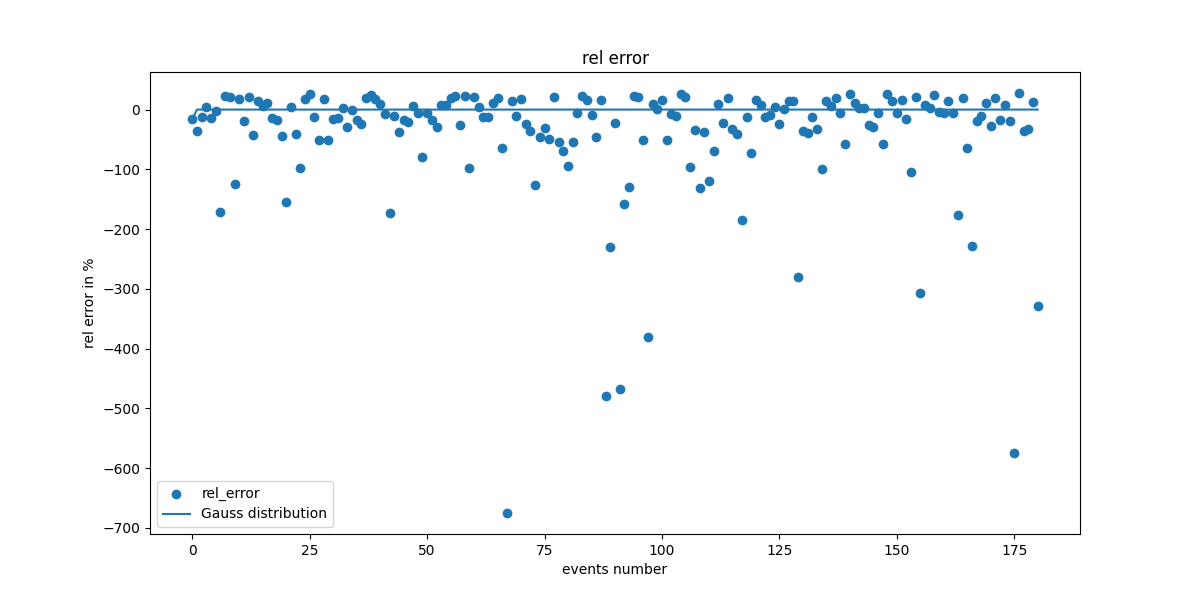 rel error
0
−100
−200
−300
−400
−500
−600
−700
rel error in %
rel_error
Gauss distribution
0 25 50 75 100 125 150 175
events number